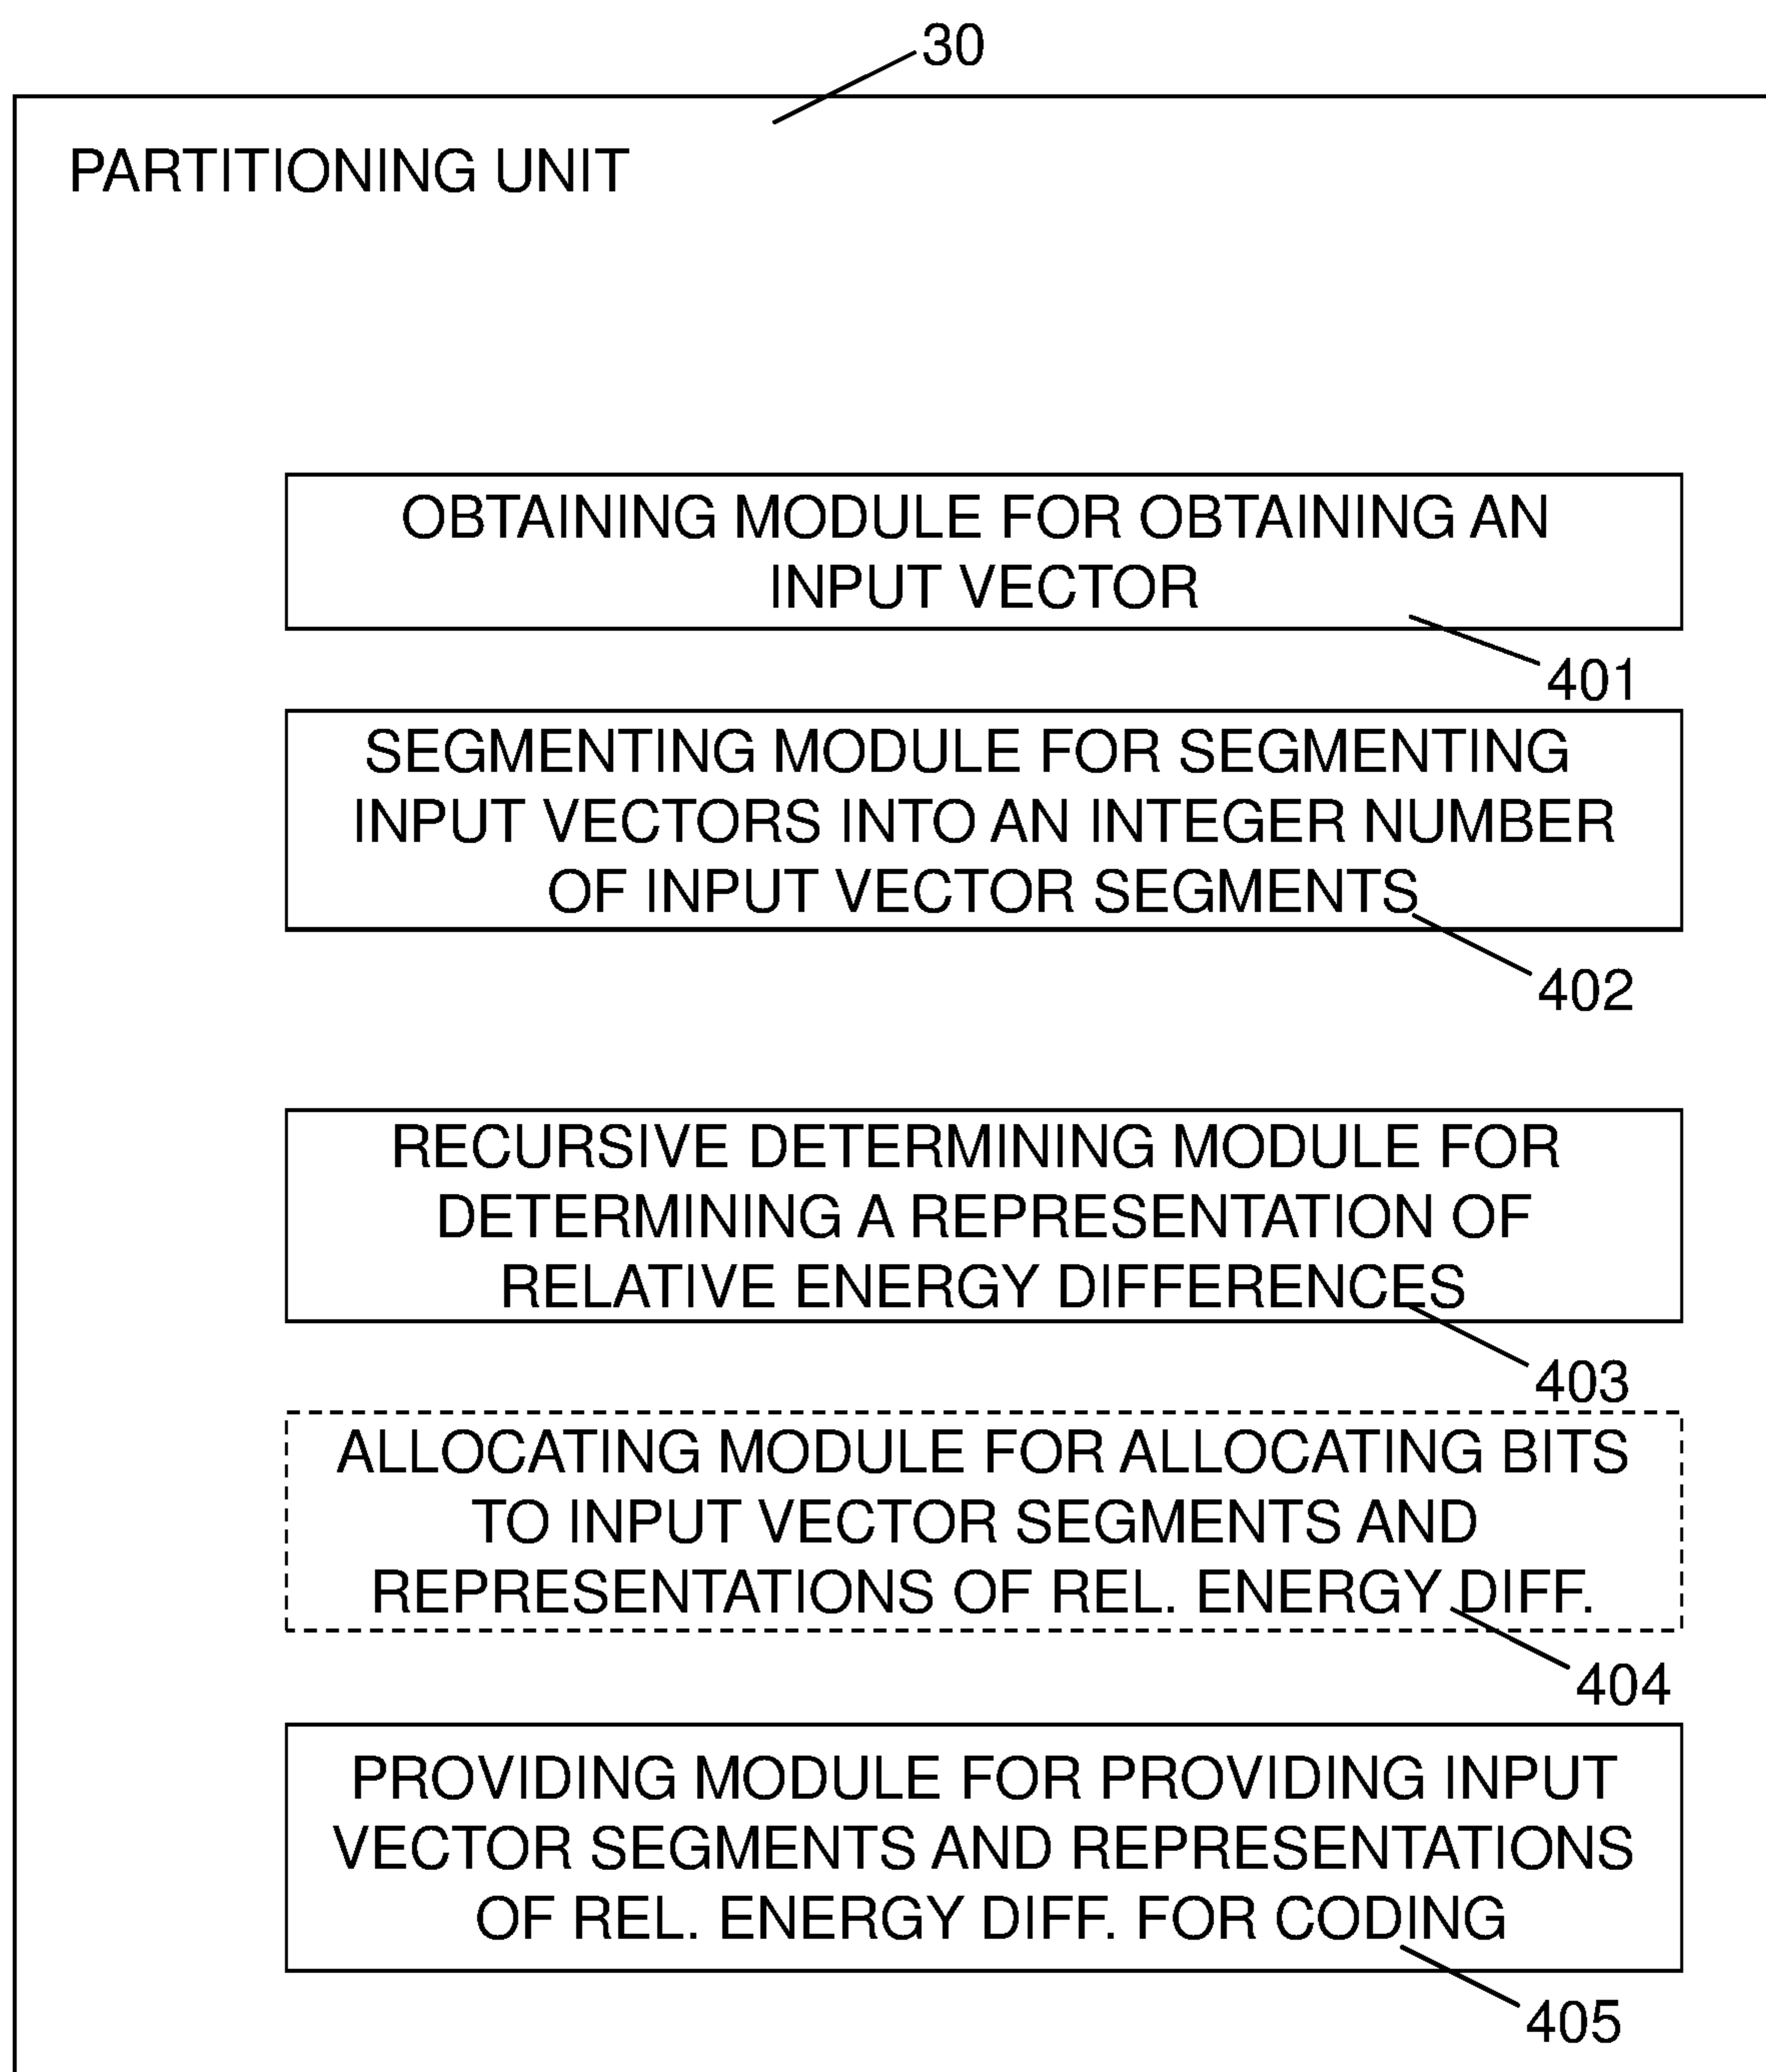 30
PARTITIONING UNIT
OBTAINING MODULE FOR OBTAINING AN
INPUT VECTOR
401
SEGMENTING MODULE FOR SEGMENTING
INPUT VECTORS INTO AN INTEGER NUMBER
OF INPUT VECTOR SEGMENTS
402
RECURSIVE DETERMINING MODULE FOR
DETERMINING A REPRESENTATION OF
RELATIVE ENERGY DIFFERENCES
403
ALLOCATING MODULE FOR ALLOCATING BITS
TO INPUT VECTOR SEGMENTS AND
REPRESENTATIONS OF REL. ENERGY DIFF.
404
PROVIDING MODULE FOR PROVIDING INPUT
VECTOR SEGMENTS AND REPRESENTATIONS
OF REL. ENERGY DIFF. FOR CODING
405